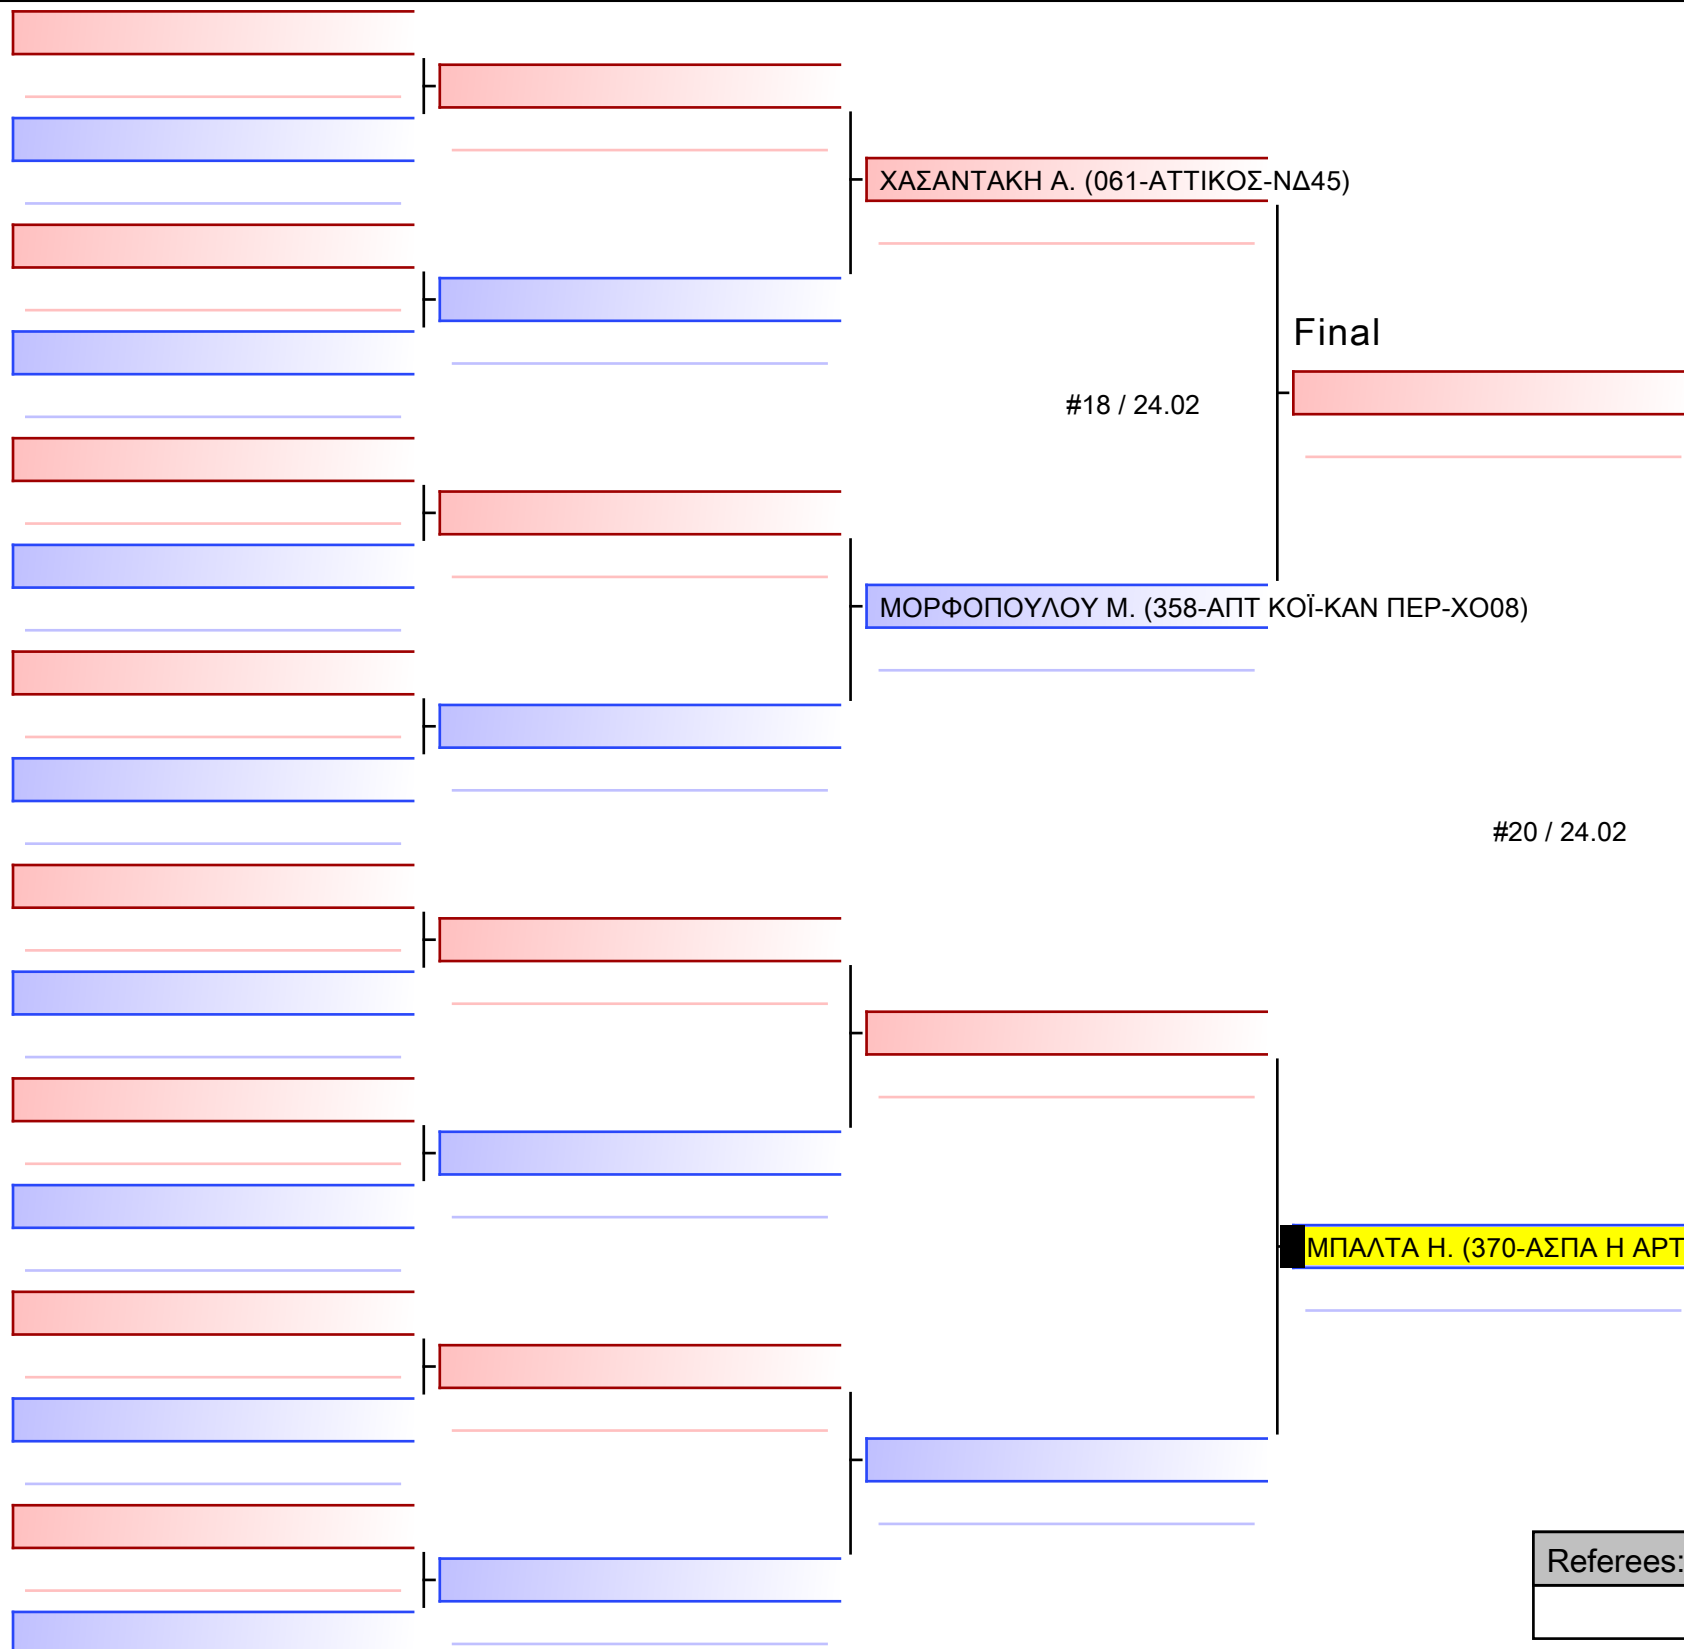 ΧΑΣΑΝΤΑΚΗ Α. (061-ΑΤΤΙΚΟΣ-ΝΔ45)
Final
#18 / 24.02
ΜΟΡΦΟΠΟΥΛΟΥ Μ. (358-ΑΠΤ ΚΟΪ-ΚΑΝ ΠΕΡ-ΧΟ08)
#20 / 24.02
ΜΠΑΛΤΑ Η. (370-ΑΣΠΑ Η ΑΡΤ
Referees: